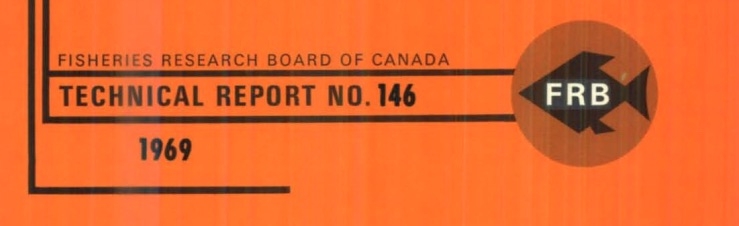 FISHERIES RESEARCH BOARD OF CANADA
TECHNICAL REPORT NO. 146
FRB
1969